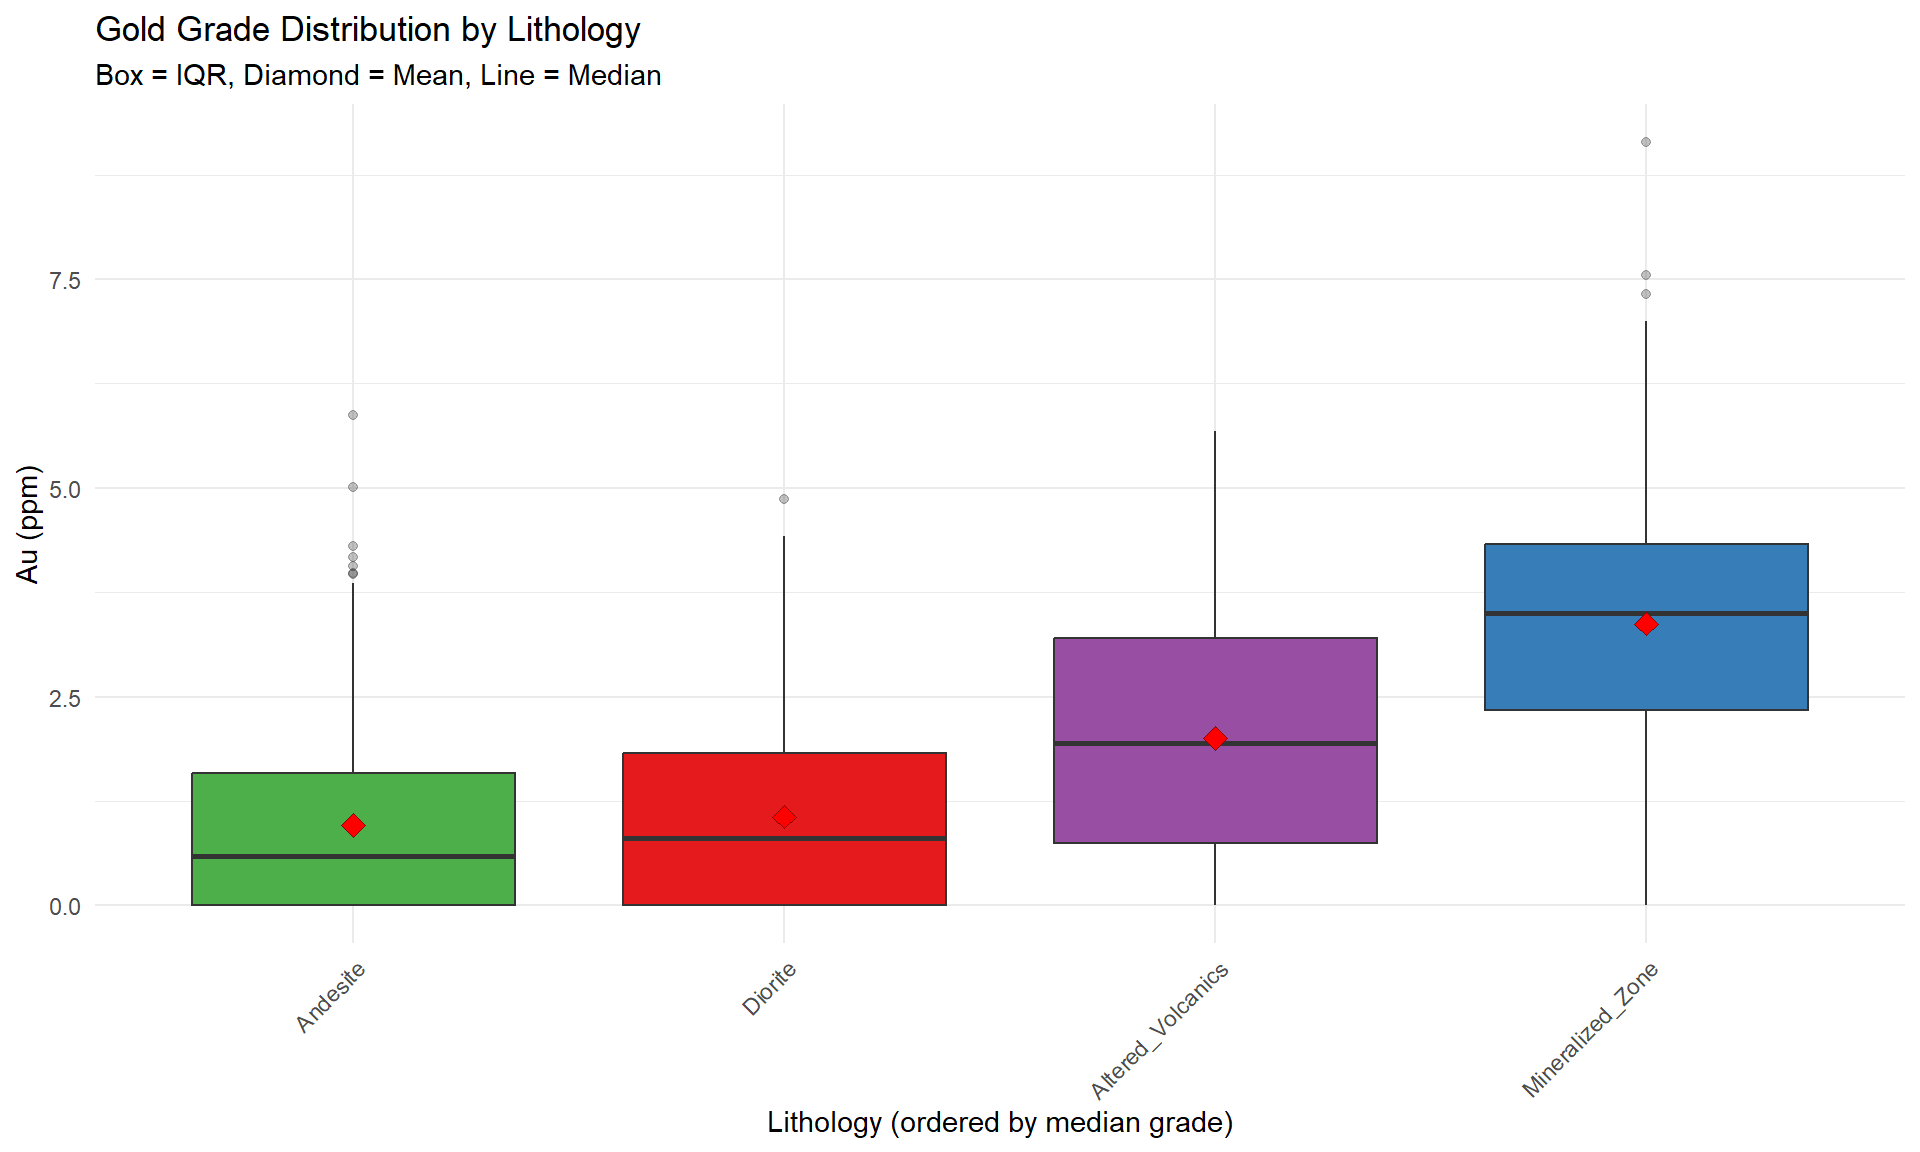 Gold Grade Distribution by Lithology
Box = IQR, Diamond = Mean, Line = Median
Au (ppm)
7.5
5.0
2.5
0.0
Andesite
Diorite
Altered_Volcanics
Mineralized_Zone
Lithology (ordered by median grade)